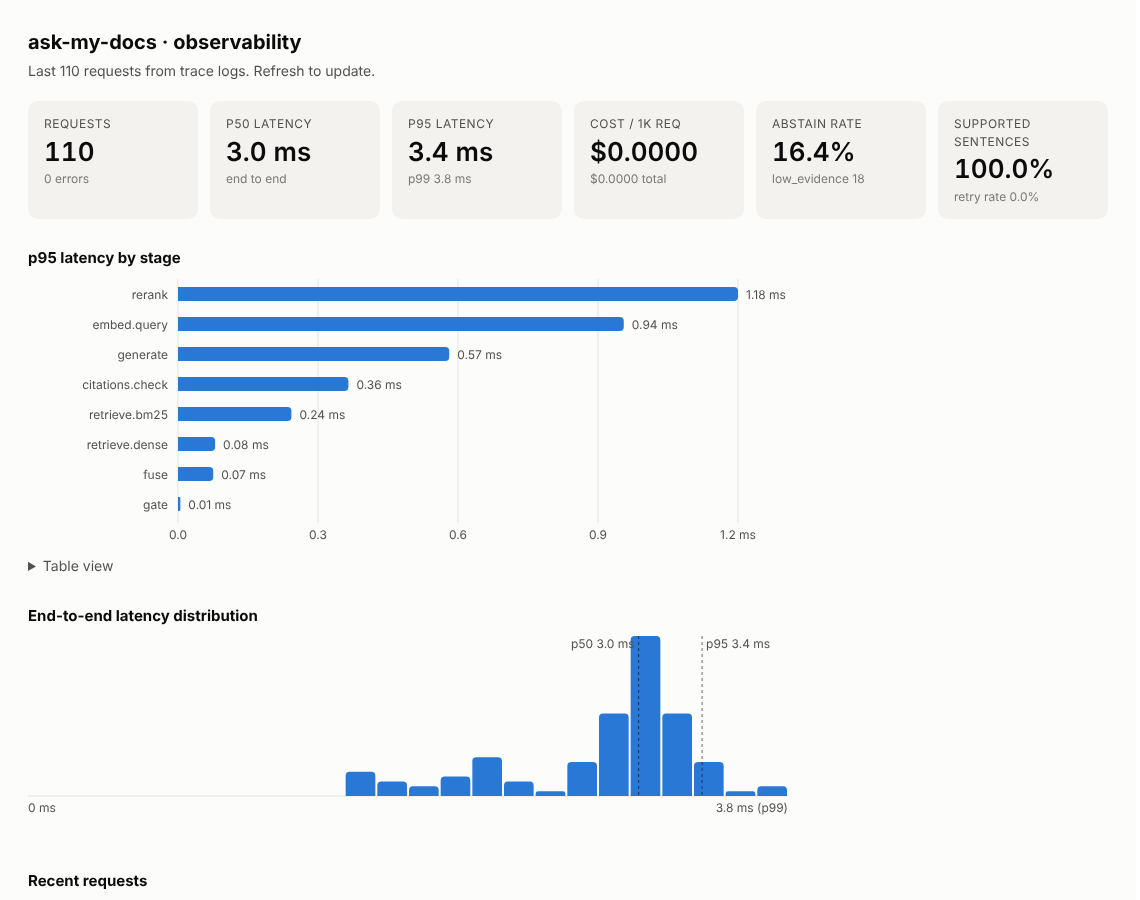 ask-my-docs · observability
Last 110 requests from trace logs. Refresh to update.
REQUESTS
110
0 errors
P50 LATENCY
3.0 ms
end to end
P95 LATENCY
3.4 ms
p99 3.8 ms
COST / 1K REQ
$0.0000
$0.0000 total
ABSTAIN RATE
16.4%
low_evidence 18
SUPPORTED
SENTENCES
100.0%
retry rate 0.0%
p95 latency by stage
rerank 1.18 ms
embed.query 0.94 ms
generate 0.57 ms
citations.check 0.36 ms
retrieve.bm25 0.24 ms
retrieve.dense 0.08 ms
fuse 0.07 ms
gate 0.01 ms
0.0 0.3 0.6 0.9 1.2 ms
Table view
End-to-end latency distribution
p50 3.0 ms p95 3.4 ms
0 ms 3.8 ms (p99)
Recent requests